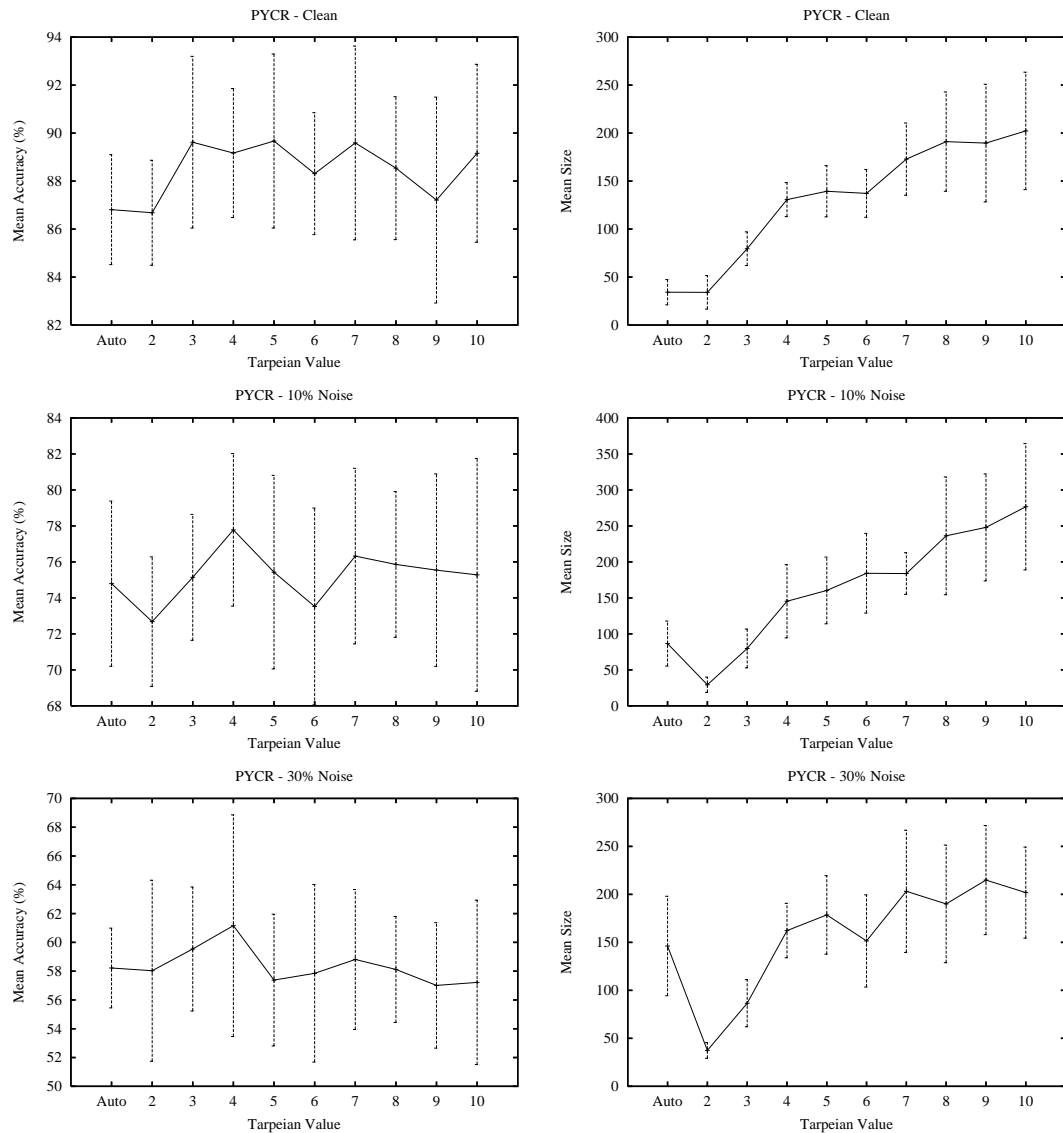 PYCR - Clean
94
92
90
88
86
84
82
Mean Accuracy (%)
Auto 2 3 4 5 6 7 8 9 10
Tarpeian Value
PYCR - Clean
300
250
200
150
100
50
0
Mean Size
Auto 2 3 4 5 6 7 8 9 10
Tarpeian Value
PYCR - 10% Noise
84
82
80
78
76
74
72
70
68
Mean Accuracy (%)
Auto 2 3 4 5 6 7 8 9 10
Tarpeian Value
PYCR - 10% Noise
400
350
300
250
200
150
100
50
0
Mean Size
Auto 2 3 4 5 6 7 8 9 10
Tarpeian Value
PYCR - 30% Noise
70
68
66
64
62
60
58
56
54
52
50
Mean Accuracy (%)
Auto 2 3 4 5 6 7 8 9 10
Tarpeian Value
PYCR - 30% Noise
300
250
200
150
100
50
0
Mean Size
Auto 2 3 4 5 6 7 8 9 10
Tarpeian Value